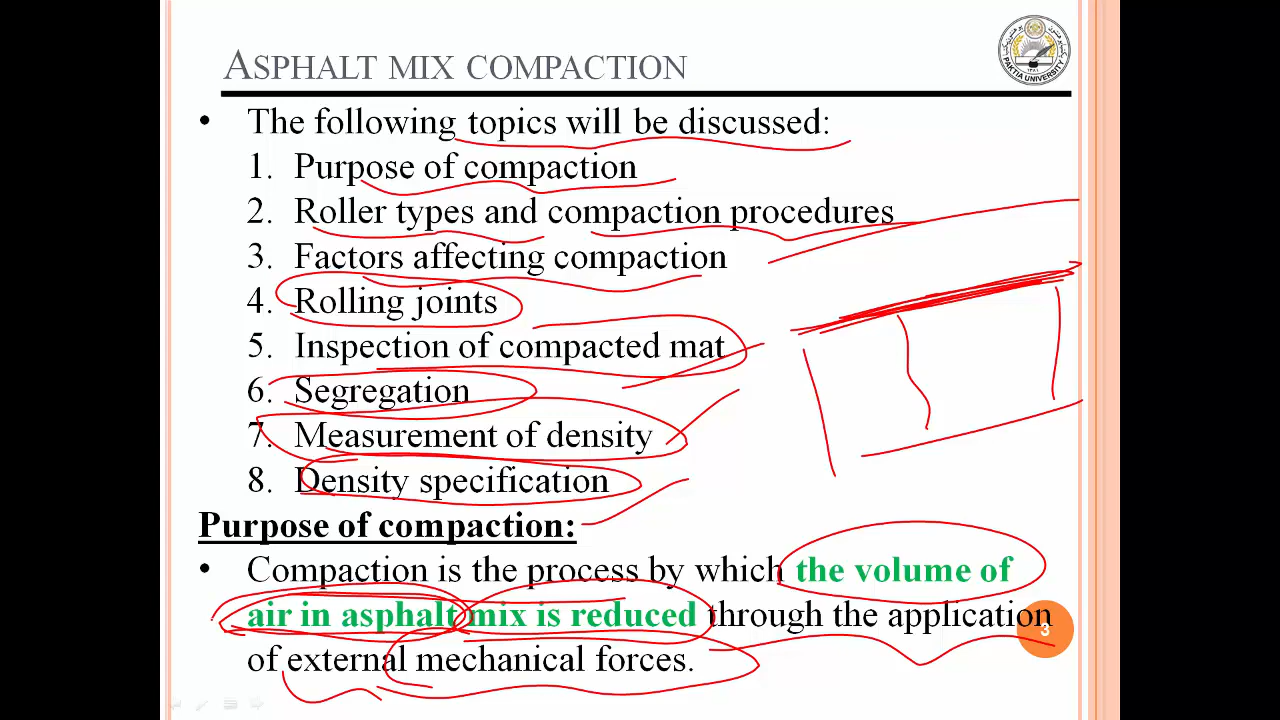 ASPHALT MIX COMPACTION
PAKTIA UNIVERSITY
• The following topics will be discussed:
1. Purpose of compaction
2. Roller types and compaction procedures
3. Factors affecting compaction
4. Rolling joints
5. Inspection of compacted mat
6. Segregation
7. Measurement of density
8. Density specification
Purpose of compaction:
• Compaction is the process by which the volume of
air in asphalt mix is reduced through the application
of external mechanical forces.
3